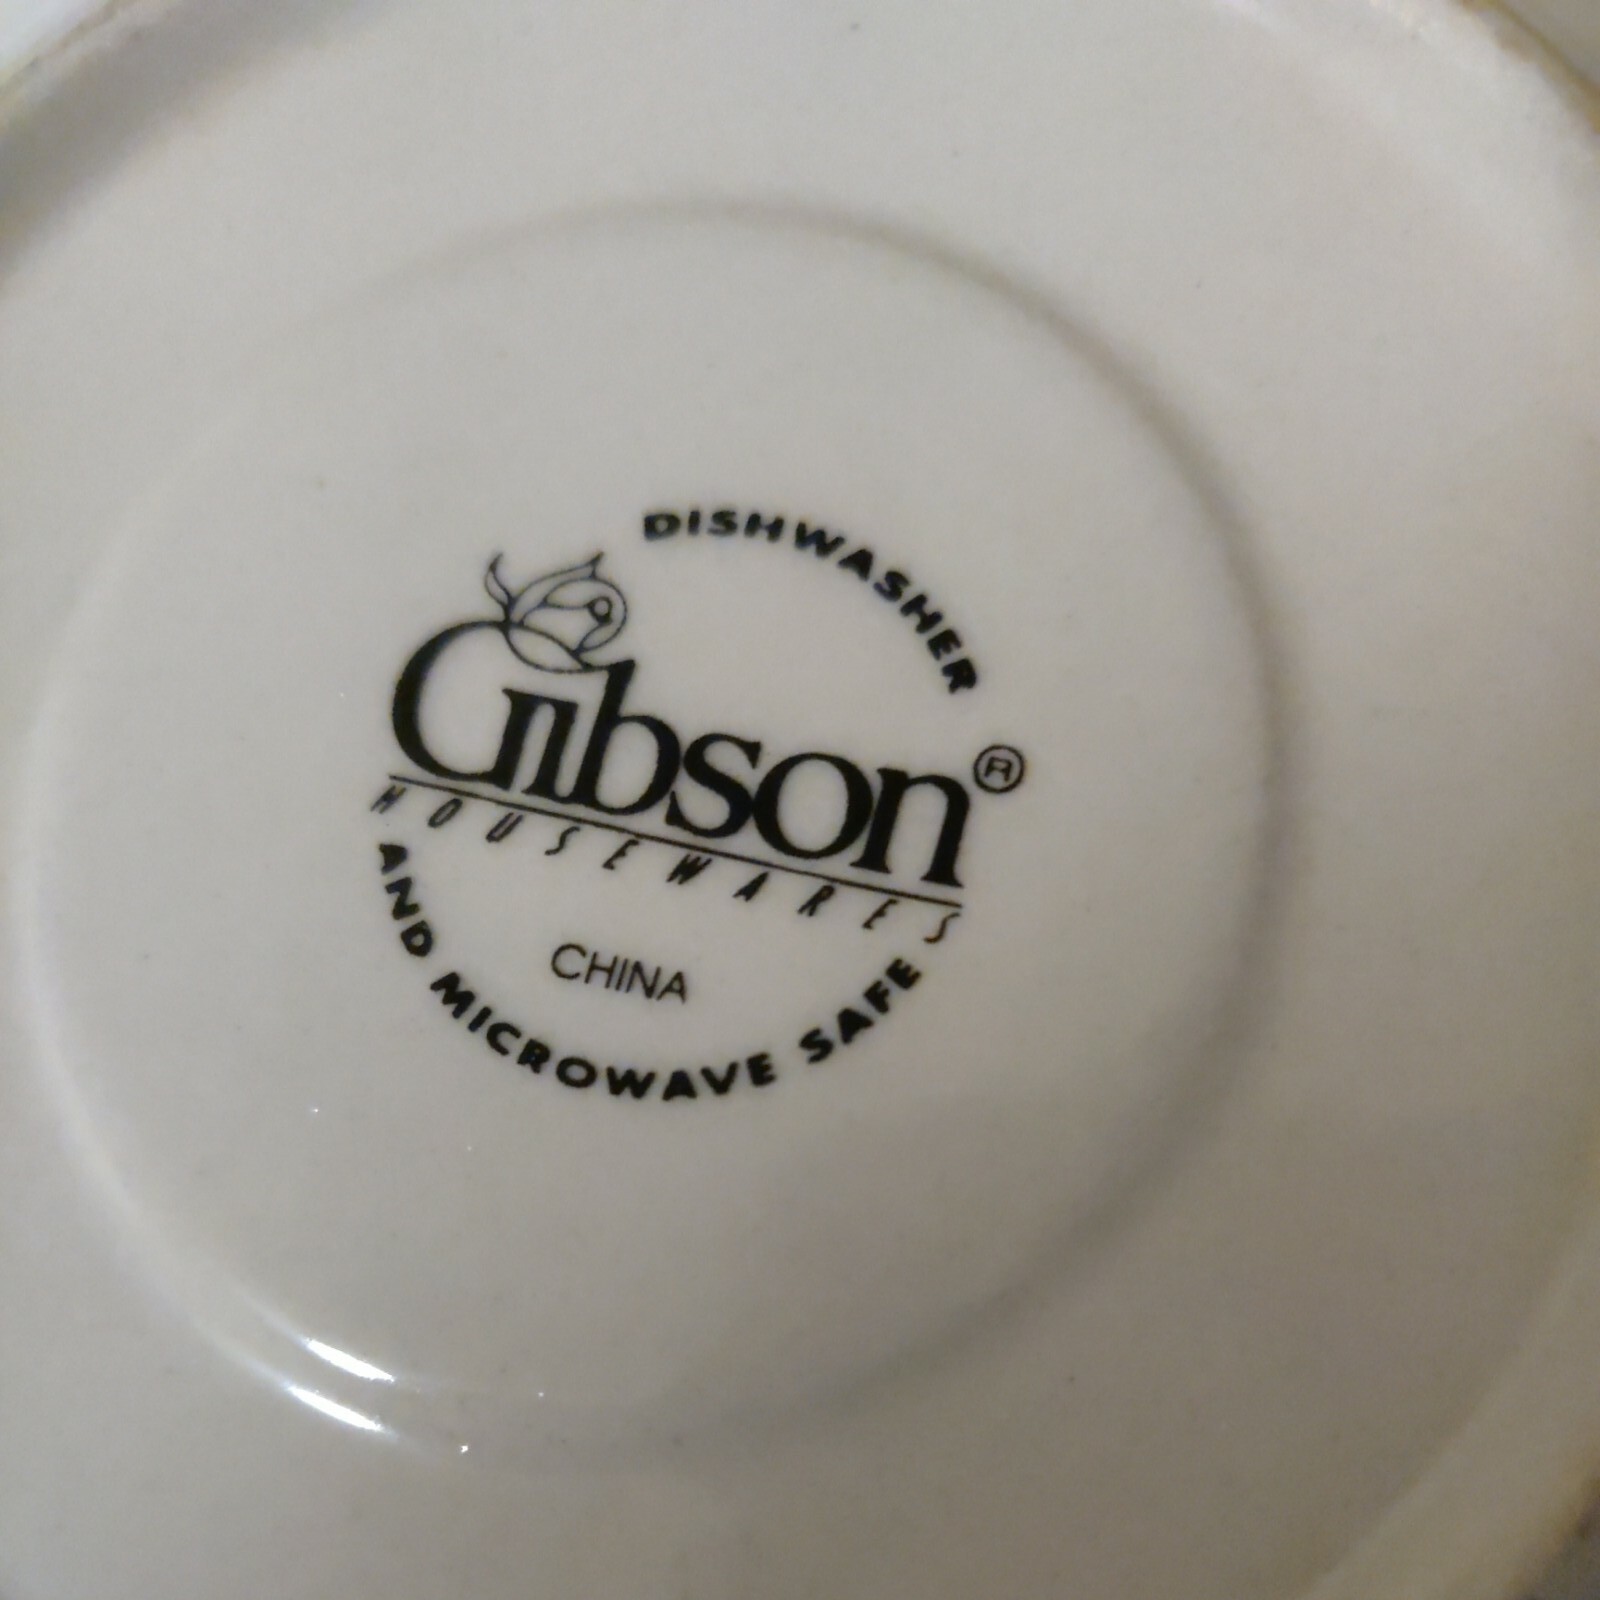 DISHWASHER
Gibson®
HOUSEWARES
CHINA
AND MICROWAVE SAFE